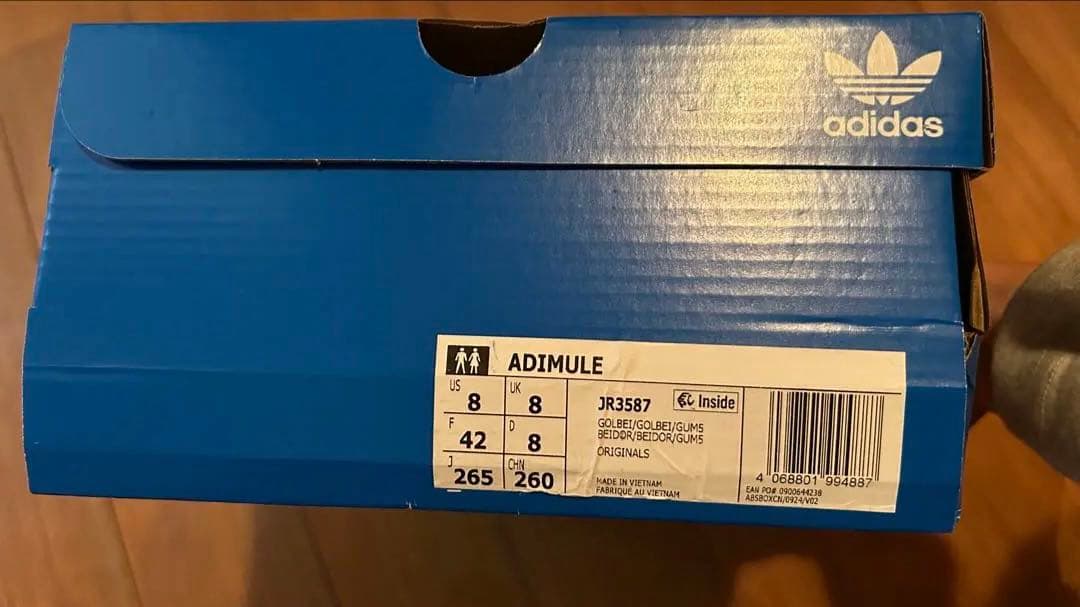 adidas
ADIMULE
US
8
UK
8
F
42
D
8
J
265
CHN
260
JR3587
Inside
GOLBEI/GOLBEI/GUM5
BEIDOR/BEIDOR/GUM5
ORIGINALS
MADE IN VIETNAM
FABRIQUE AU VIETNAM
4 068801 994887
EAN PO# 0900644238
ABSBOXCN/0924/V02